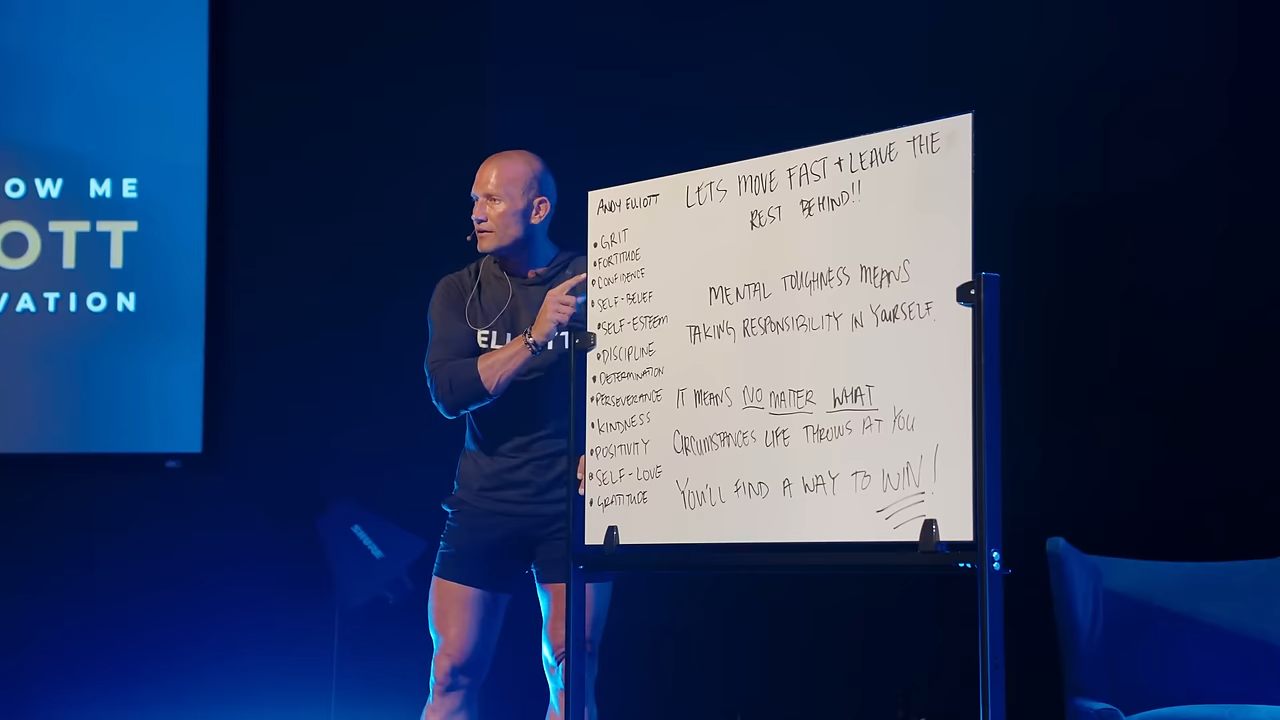 OW ME
OTT
VATION
ELLIOTT
SHURE
ANDY ELLIOTT
• GRIT
• FORTITUDE
• CONFIDENCE
• SELF-BELIEF
• SELF-ESTEEM
• DISCIPLINE
• DETERMINATION
• PERSEVERANCE
• KINDNESS
• POSITIVITY
• SELF-LOVE
• GRATITUDE
LETS MOVE FAST + LEAVE THE
REST BEHIND!!
MENTAL TOUGHNESS MEANS
TAKING RESPONSIBILITY IN YOURSELF.
IT MEANS NO MATTER WHAT
CIRCUMSTANCES LIFE THROWS AT YOU
YOU'LL FIND A WAY TO WIN!